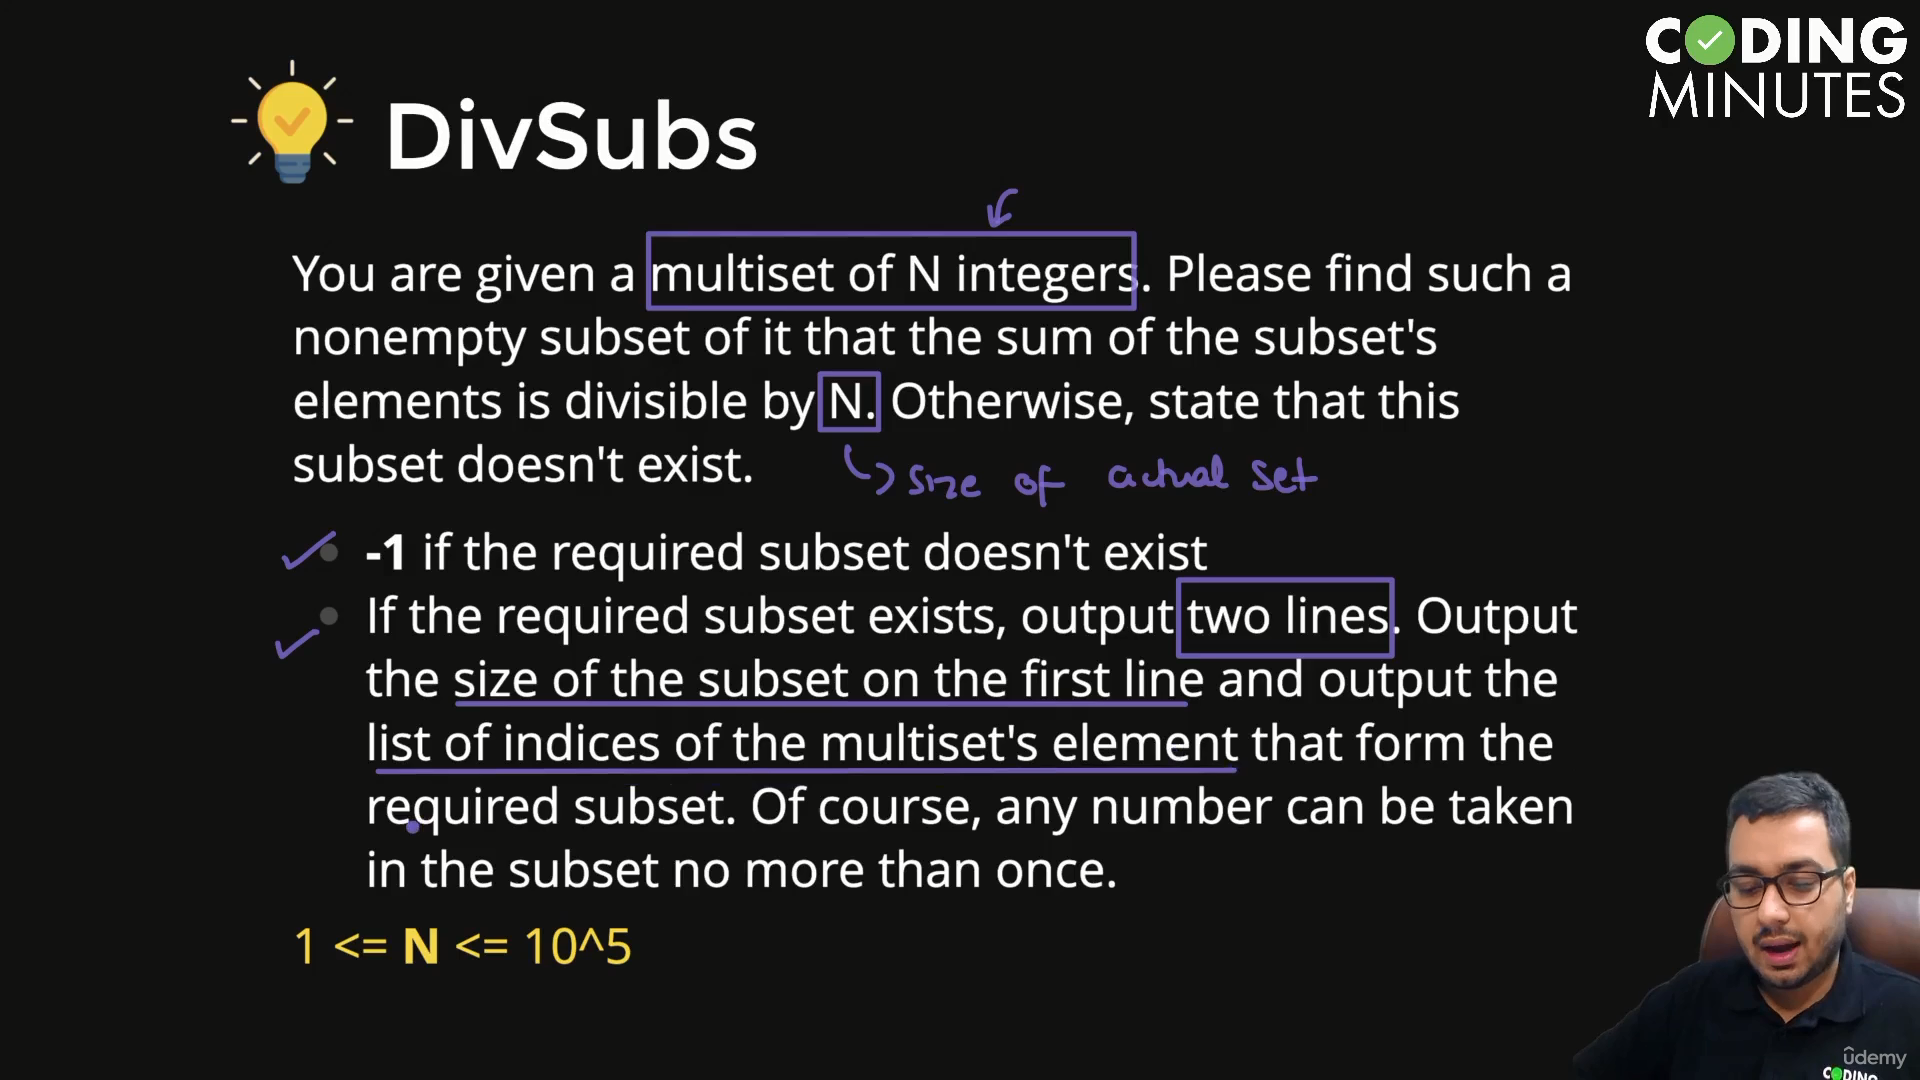 CODING
MINUTES
DivSubs
You are given a multiset of N integers. Please find such a
nonempty subset of it that the sum of the subset's
elements is divisible by N. Otherwise, state that this
subset doesn't exist.
size of actual set
-1 if the required subset doesn't exist
If the required subset exists, output two lines. Output
the size of the subset on the first line and output the
list of indices of the multiset's element that form the
required subset. Of course, any number can be taken
in the subset no more than once.
1 <= N <= 10^5
udemy
CODING